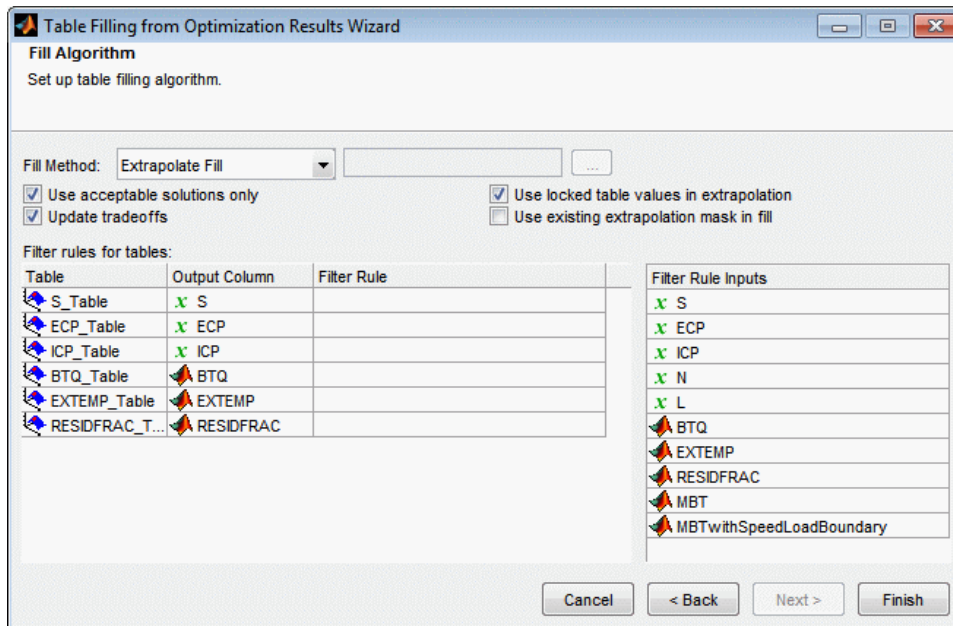 Table Filling from Optimization Results Wizard
Fill Algorithm
Set up table filling algorithm.
Fill Method: Extrapolate Fill ...
Use acceptable solutions only Use locked table values in extrapolation
Update tradeoffs Use existing extrapolation mask in fill
Filter rules for tables:
Table Output Column Filter Rule Filter Rule Inputs
S_Table x S x S
ECP_Table x ECP x ECP
ICP_Table x ICP x ICP
BTQ_Table BTQ x N
EXTEMP_Table EXTEMP x L
RESIDFRAC_T... RESIDFRAC BTQ
EXTEMP
RESIDFRAC
MBT
MBTwithSpeedLoadBoundary
Cancel < Back Next > Finish